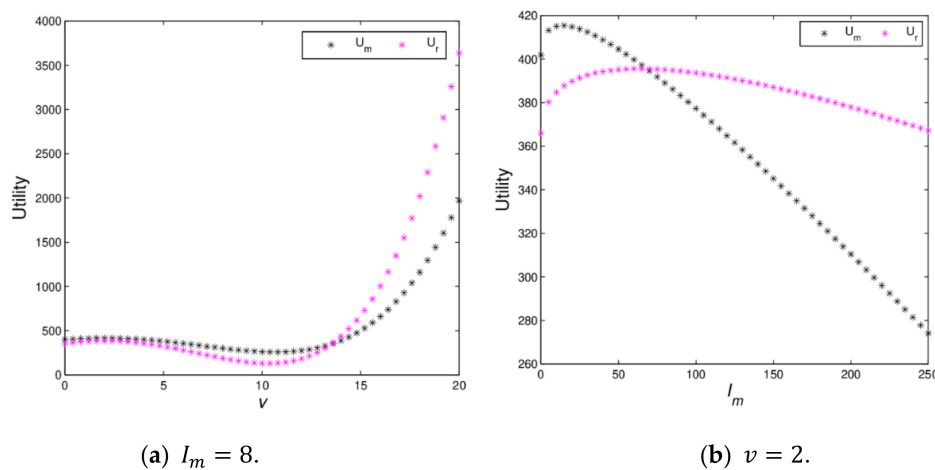 4000
3500
3000
2500
2000
1500
1000
500
0
Utility
U_m U_r
0 5 10 15 20
v
(a) I_m = 8.
420
400
380
360
340
320
300
280
260
Utility
U_m U_r
0 50 100 150 200 250
I_m
(b) v = 2.